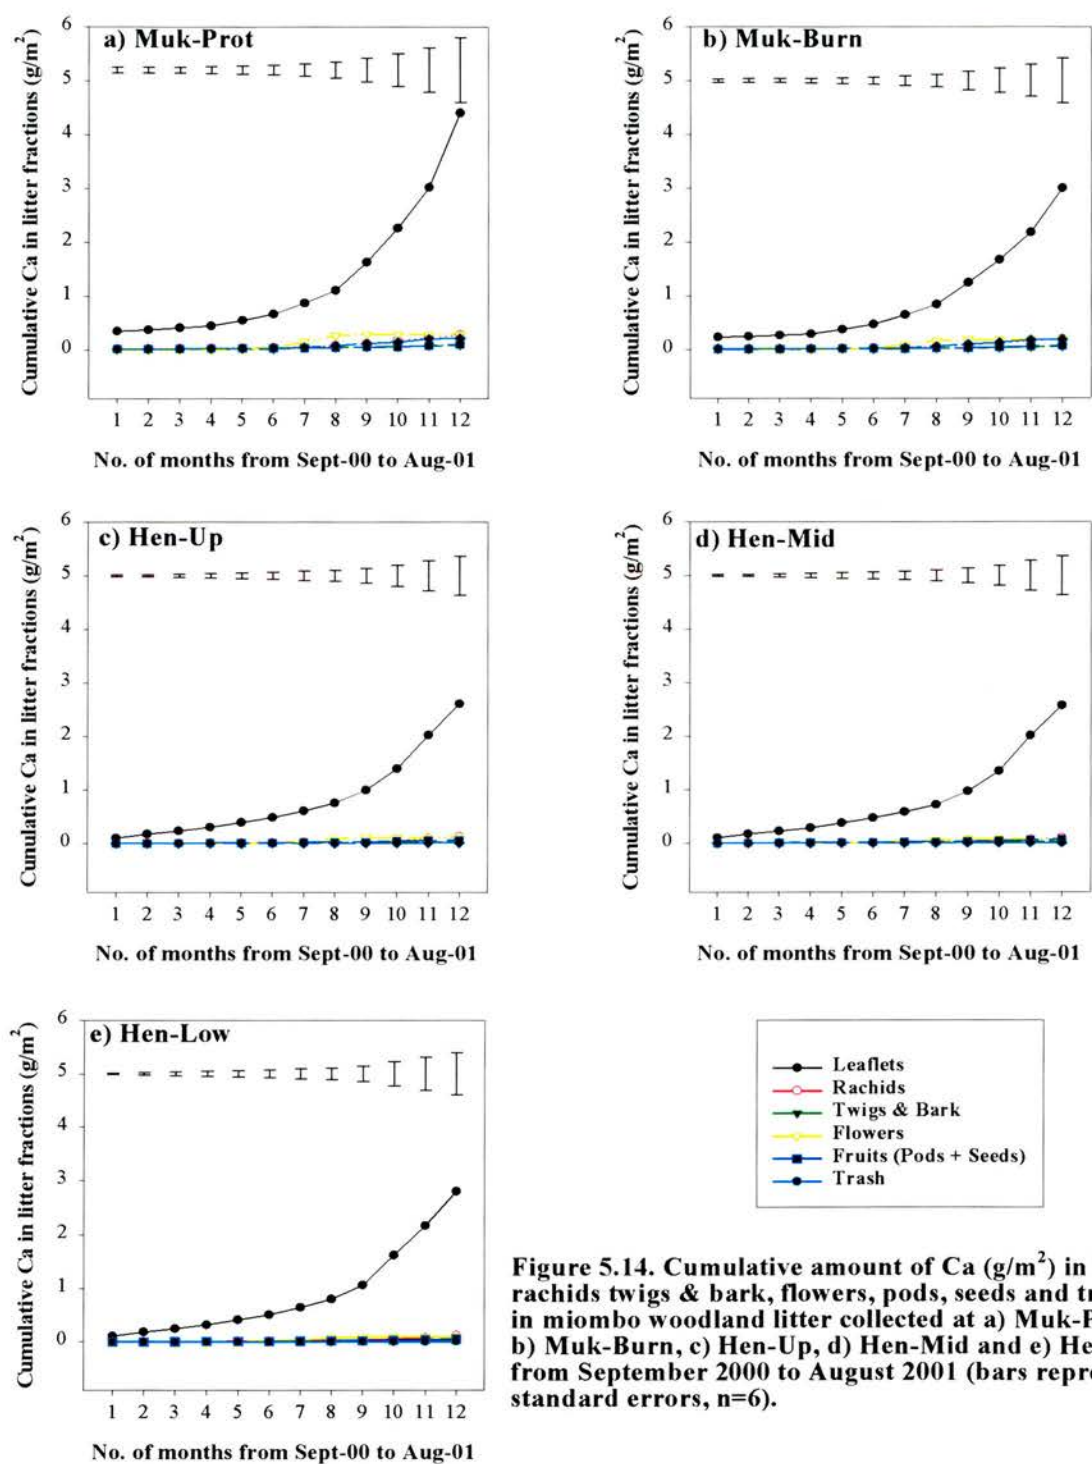 a) Muk-Prot
Cumulative Ca in litter fractions (g/m²)
6
5
4
3
2
1
0
1 2 3 4 5 6 7 8 9 10 11 12
No. of months from Sept-00 to Aug-01
b) Muk-Burn
Cumulative Ca in litter fractions (g/m²)
6
5
4
3
2
1
0
1 2 3 4 5 6 7 8 9 10 11 12
No. of months from Sept-00 to Aug-01
c) Hen-Up
Cumulative Ca in litter fractions (g/m²)
6
5
4
3
2
1
0
1 2 3 4 5 6 7 8 9 10 11 12
No. of months from Sept-00 to Aug-01
d) Hen-Mid
Cumulative Ca in litter fractions (g/m²)
6
5
4
3
2
1
0
1 2 3 4 5 6 7 8 9 10 11 12
No. of months from Sept-00 to Aug-01
e) Hen-Low
Cumulative Ca in litter fractions (g/m²)
6
5
4
3
2
1
0
1 2 3 4 5 6 7 8 9 10 11 12
No. of months from Sept-00 to Aug-01
Leaflets
Rachids
Twigs & Bark
Flowers
Fruits (Pods + Seeds)
Trash
Figure 5.14. Cumulative amount of Ca (g/m²) in
rachids twigs & bark, flowers, pods, seeds and
in miombo woodland litter collected at a)
b) Muk-Burn, c) Hen-Up, d) Hen-Mid and e)
from September 2000 to August 2001 (bars
standard errors, n=6).